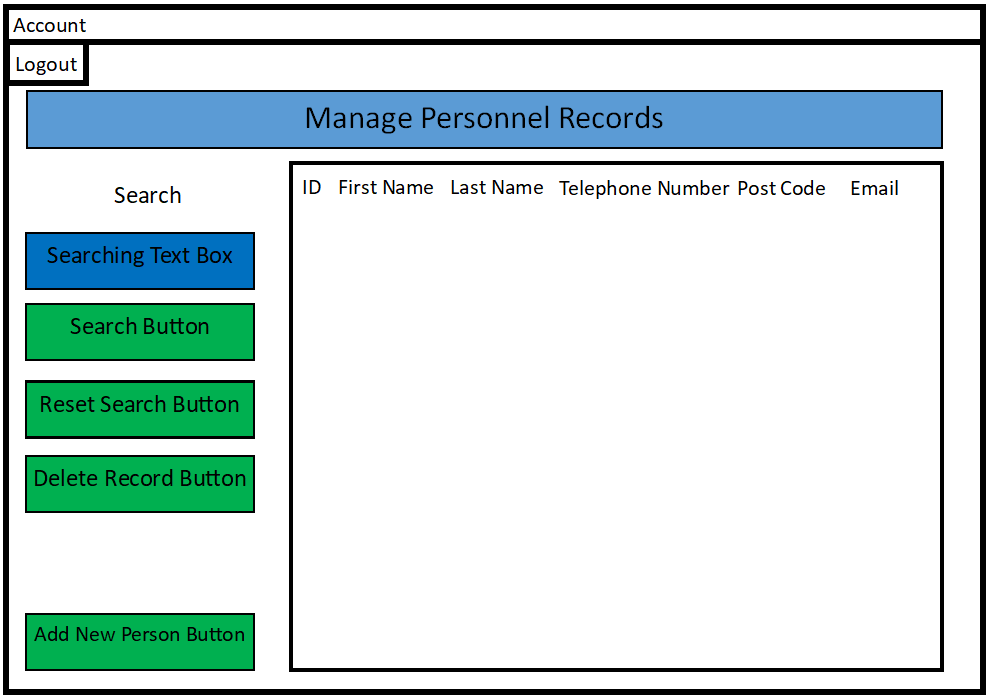 Account
Logout
Manage Personnel Records
Search
ID First Name Last Name Telephone Number Post Code Email
Searching Text Box
Search Button
Reset Search Button
Delete Record Button
Add New Person Button